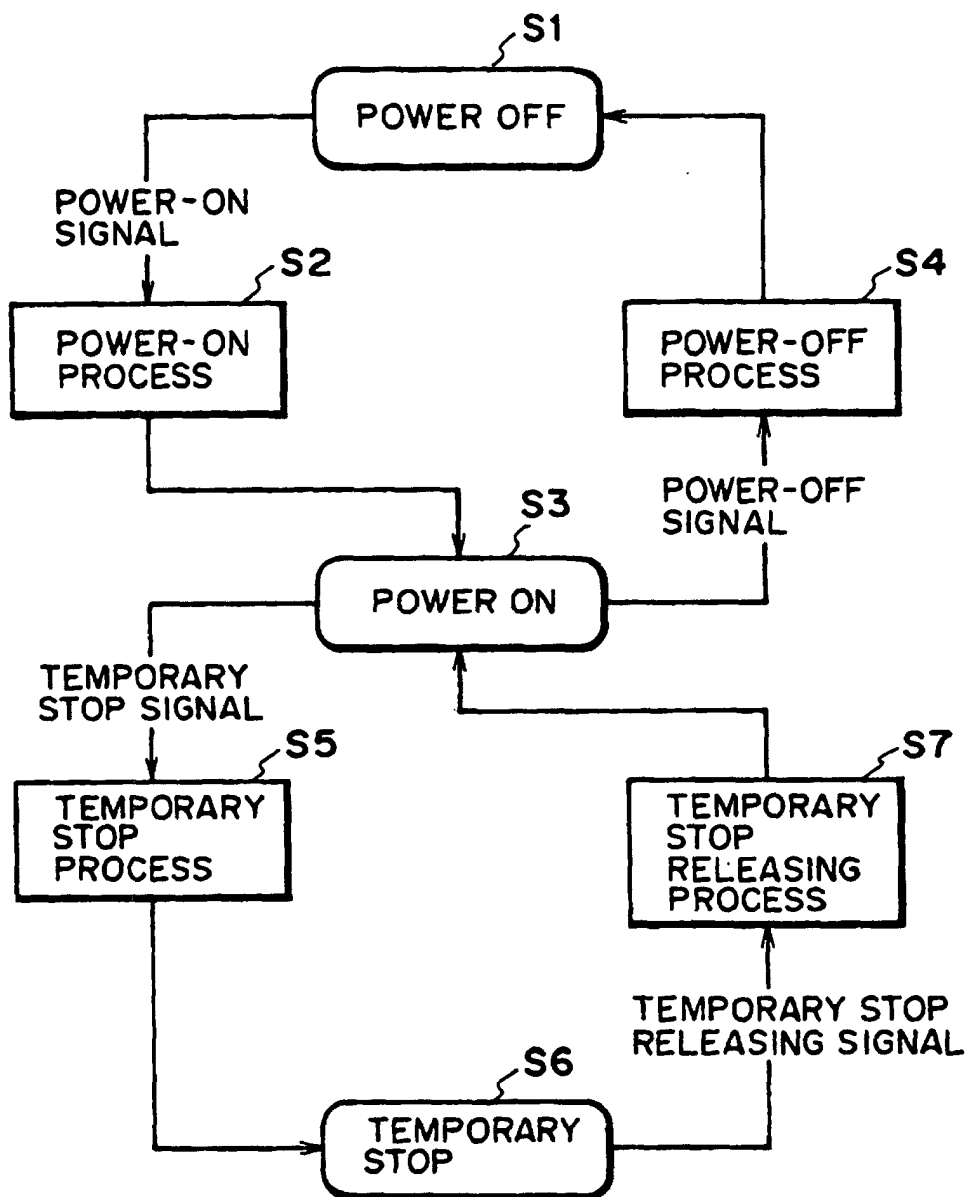 S1
POWER OFF
POWER-ON
SIGNAL
S2
POWER-ON
PROCESS
S4
POWER-OFF
PROCESS
POWER-OFF
SIGNAL
S3
POWER ON
TEMPORARY
STOP SIGNAL
S5
TEMPORARY
STOP
PROCESS
S7
TEMPORARY
STOP
RELEASING
PROCESS
TEMPORARY STOP
RELEASING SIGNAL
S6
TEMPORARY
STOP